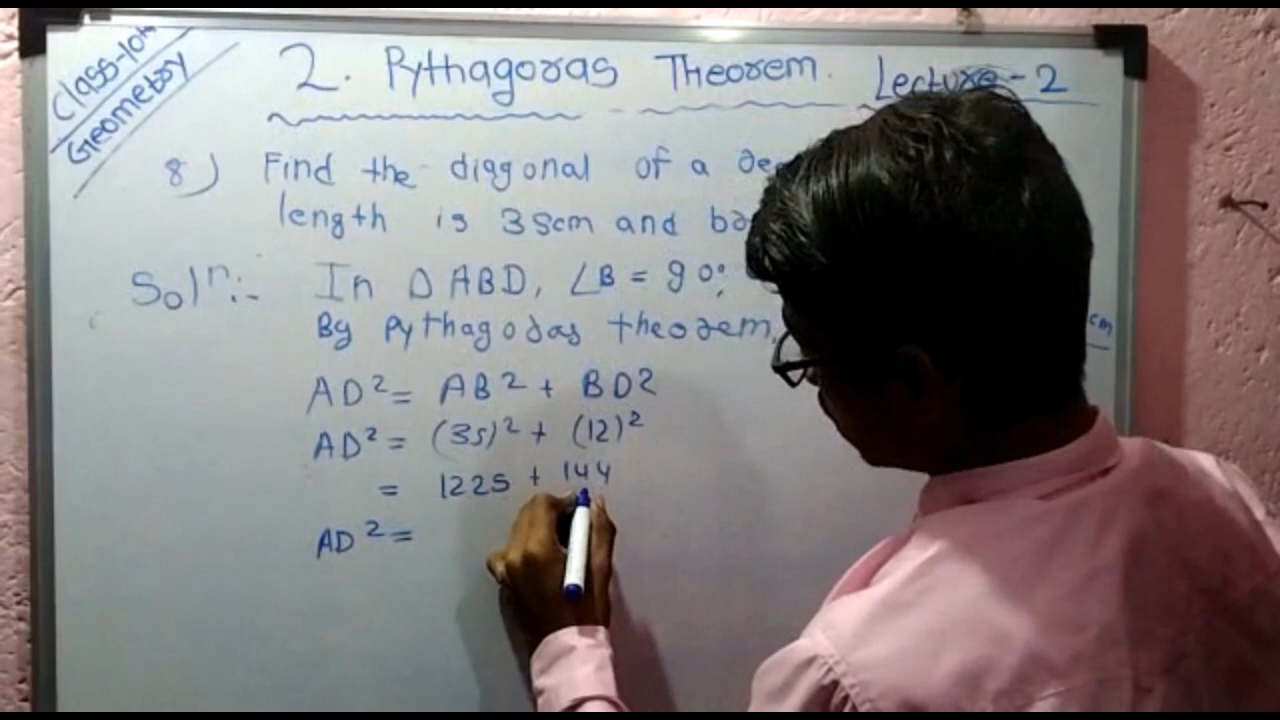 Class-10th
Geometry
2. Pythagoras Theorem. Lecture-2
8) Find the diagonal of a
length is 35cm and
Soln:- In Δ ABD, ∠B = 90°,
By Pythagoras theorem.
cm
AD² = AB² + BD²
AD² = (35)² + (12)²
= 1225 + 144
AD² =